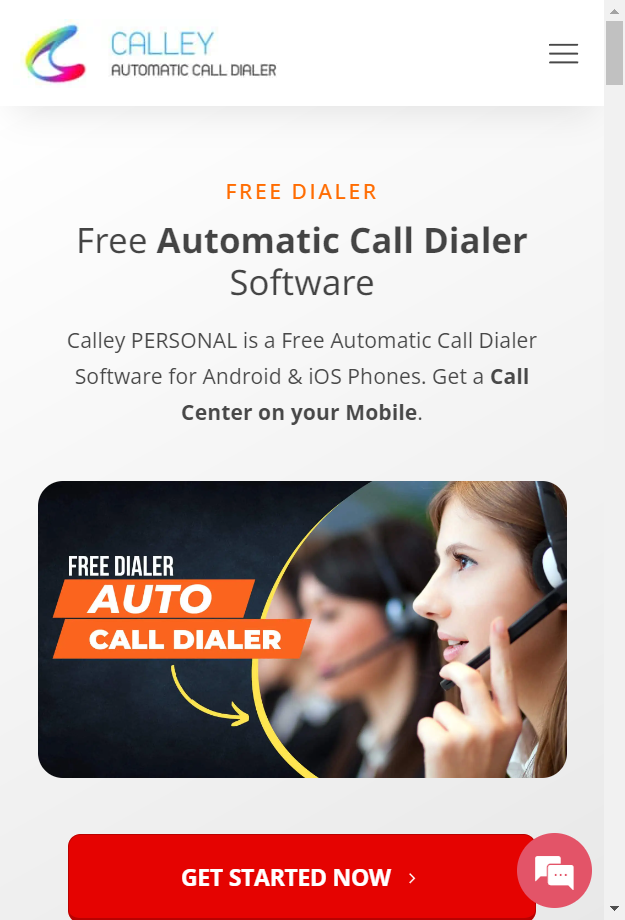 CALLEY
AUTOMATIC CALL DIALER
FREE DIALER
Free Automatic Call Dialer
Software
Calley PERSONAL is a Free Automatic Call Dialer
Software for Android & iOS Phones. Get a Call
Center on your Mobile.
FREE DIALER
AUTO
CALL DIALER
GET STARTED NOW